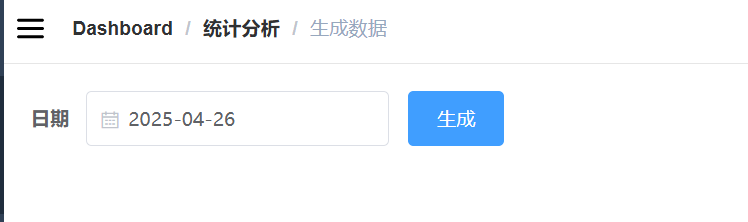 Dashboard / 统计分析 / 生成数据
日期 2025-04-26 生成